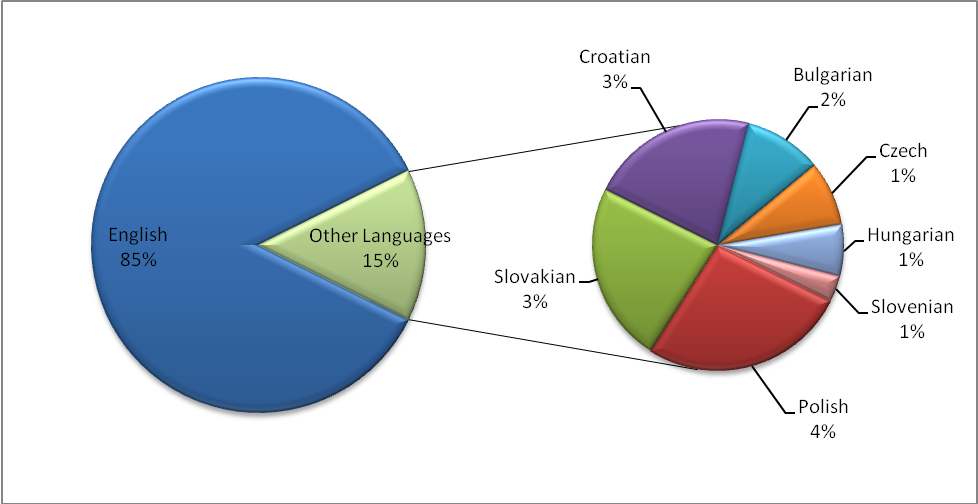 English
85%
Other Languages
15%
Croatian
3%
Bulgarian
2%
Czech
1%
Hungarian
1%
Slovenian
1%
Polish
4%
Slovakian
3%